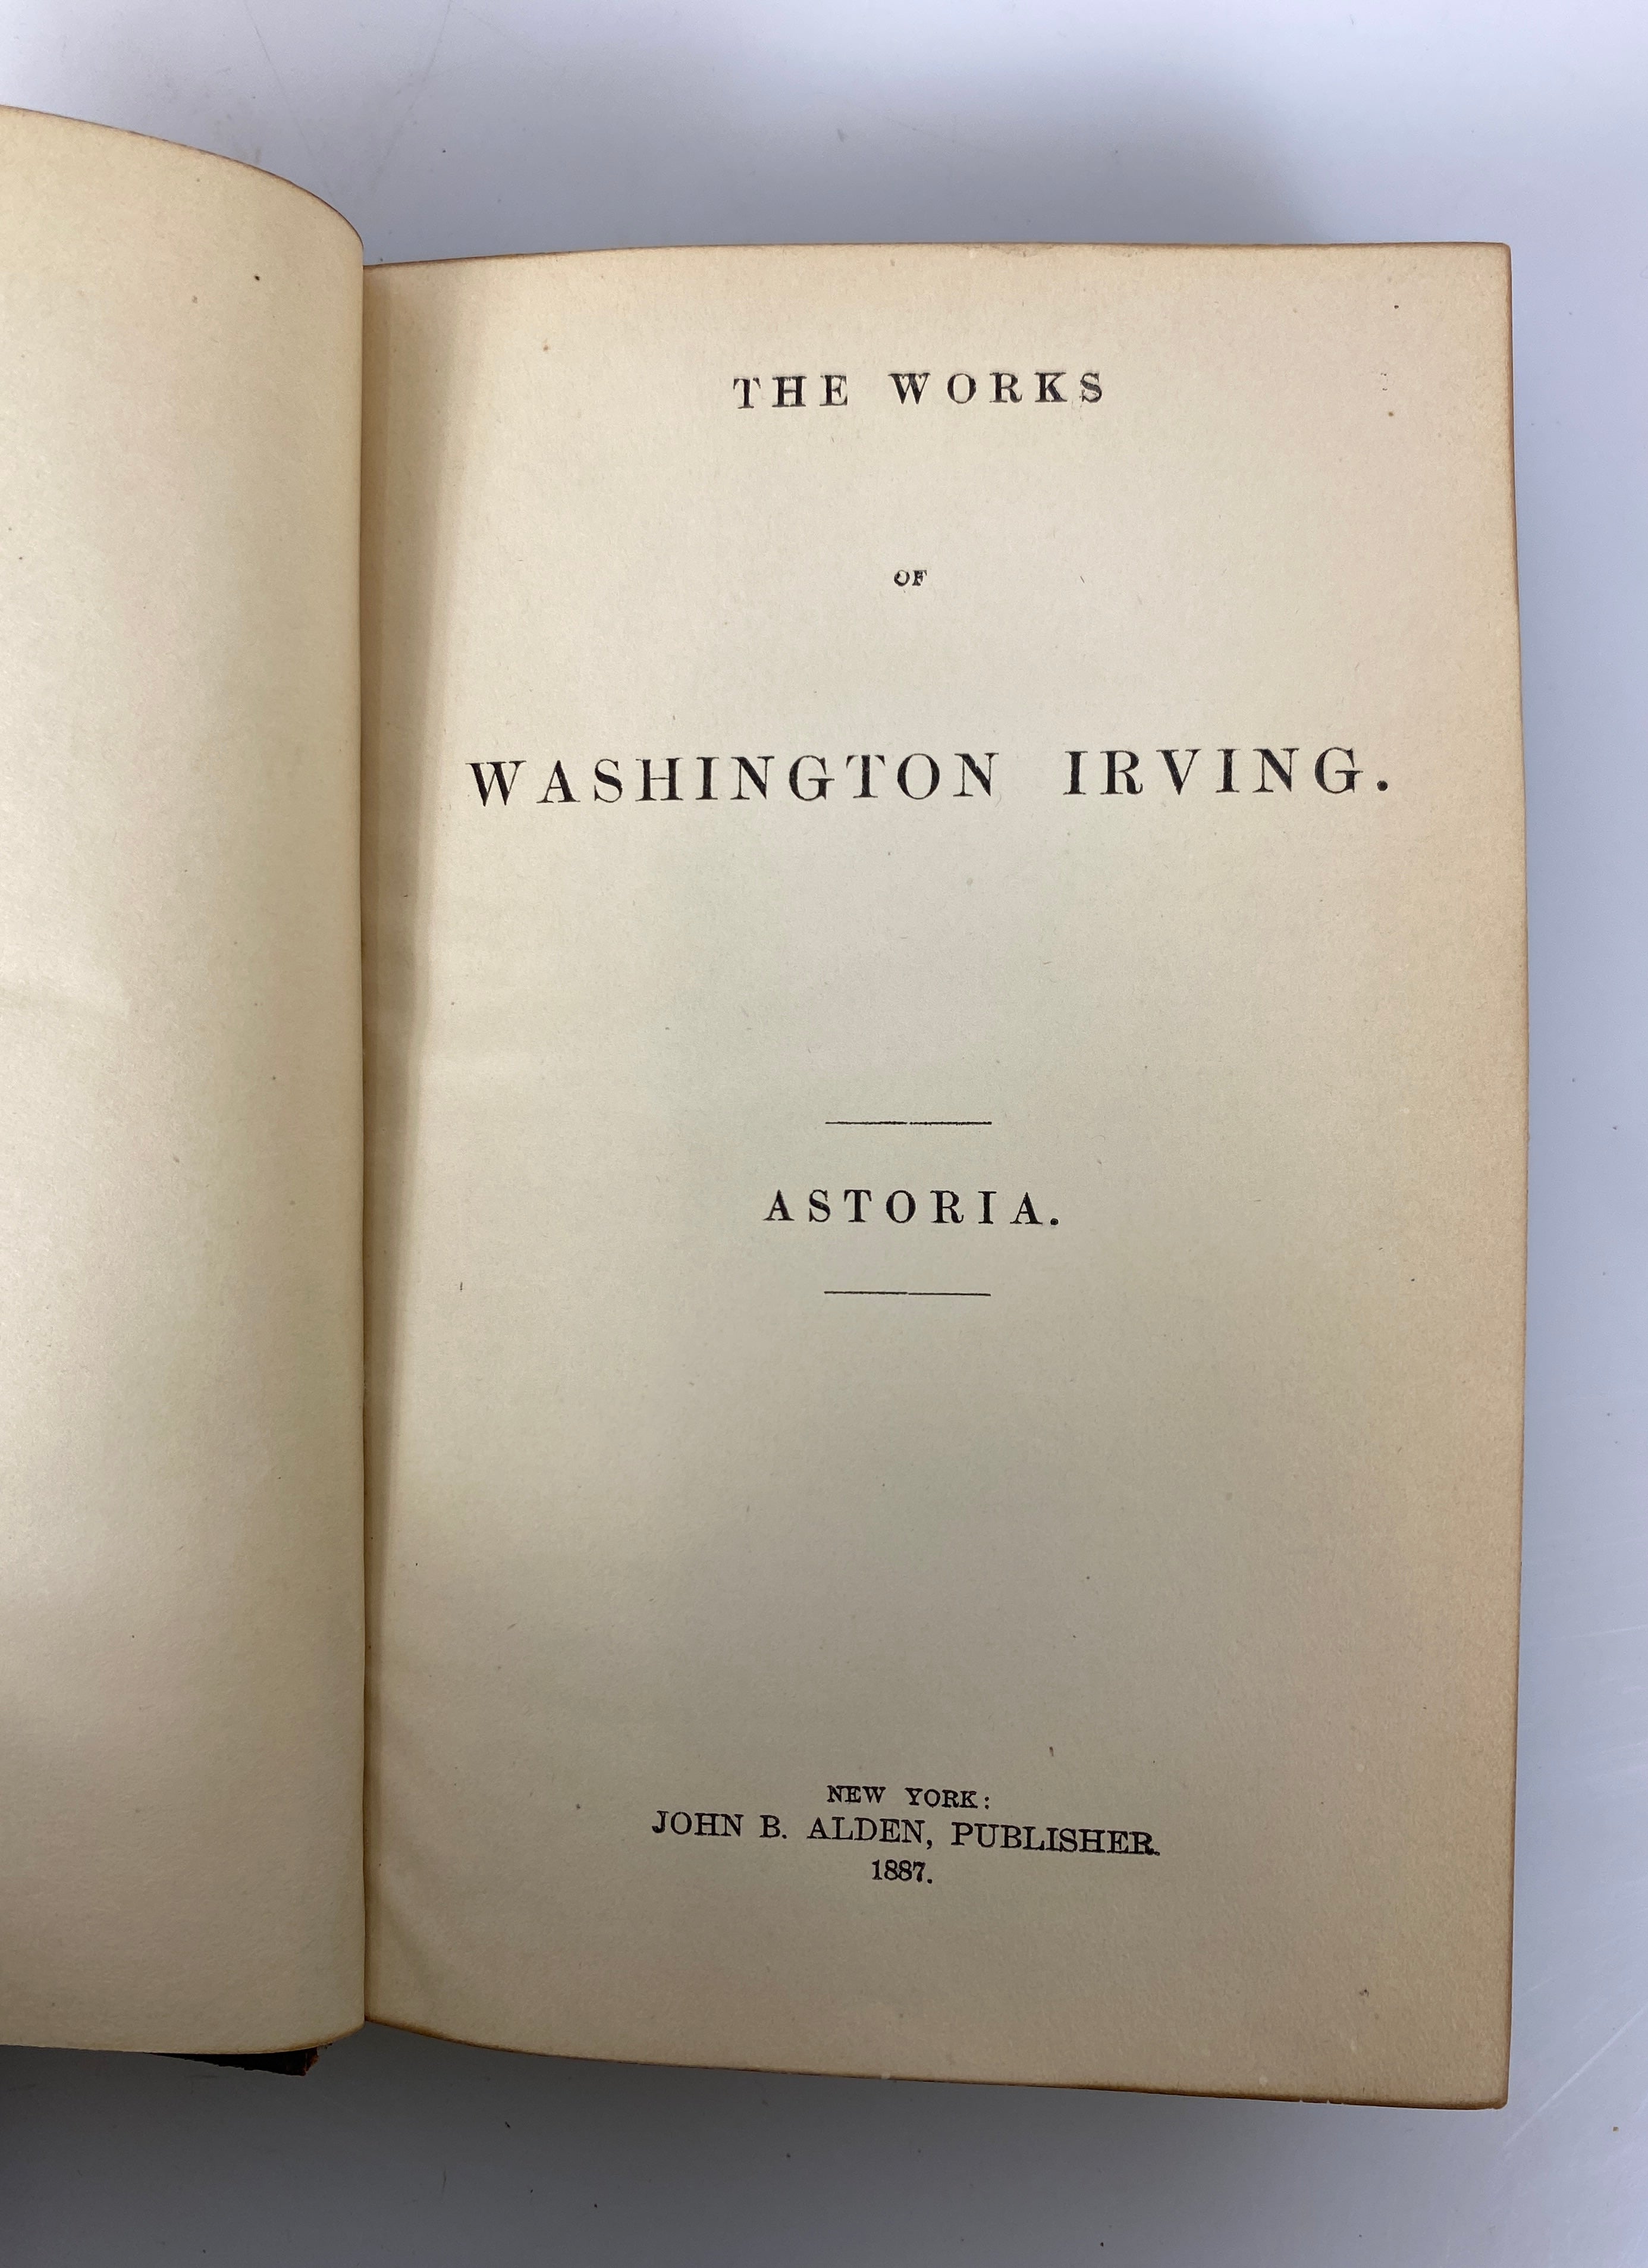 THE WORKS
OF
WASHINGTON IRVING.
ASTORIA.
NEW YORK:
JOHN B. ALDEN, PUBLISHER.
1887.